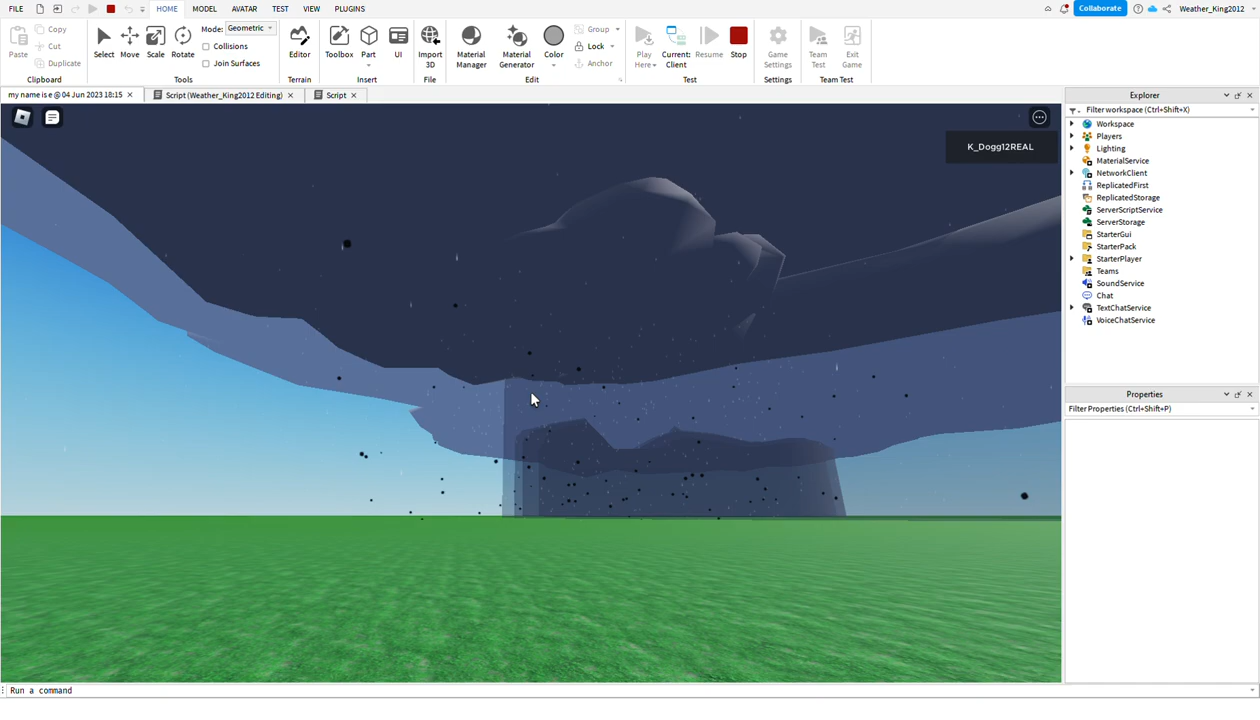 FILE HOME MODEL AVATAR TEST VIEW PLUGINS Collaborate Weather_King2012
Paste Copy Cut Duplicate Clipboard
Select Move Scale Rotate Mode: Geometric Collisions Join Surfaces Tools
Editor Terrain
Toolbox Part UI Insert
Import 3D File
Material Manager Material Generator Color Group Lock Anchor Edit
Play Here Current: Client Resume Stop Test
Game Settings Settings
Team Test Exit Game Team Test
my name is e @ 04 Jun 2023 18:15 Script (Weather_King2012 Editing) Script
K_Dogg12REAL
Explorer
Filter workspace (Ctrl+Shift+X)
Workspace
Players
Lighting
MaterialService
NetworkClient
ReplicatedFirst
ReplicatedStorage
ServerScriptService
ServerStorage
StarterGui
StarterPack
StarterPlayer
Teams
SoundService
Chat
TextChatService
VoiceChatService
Properties
Filter Properties (Ctrl+Shift+P)
Run a command